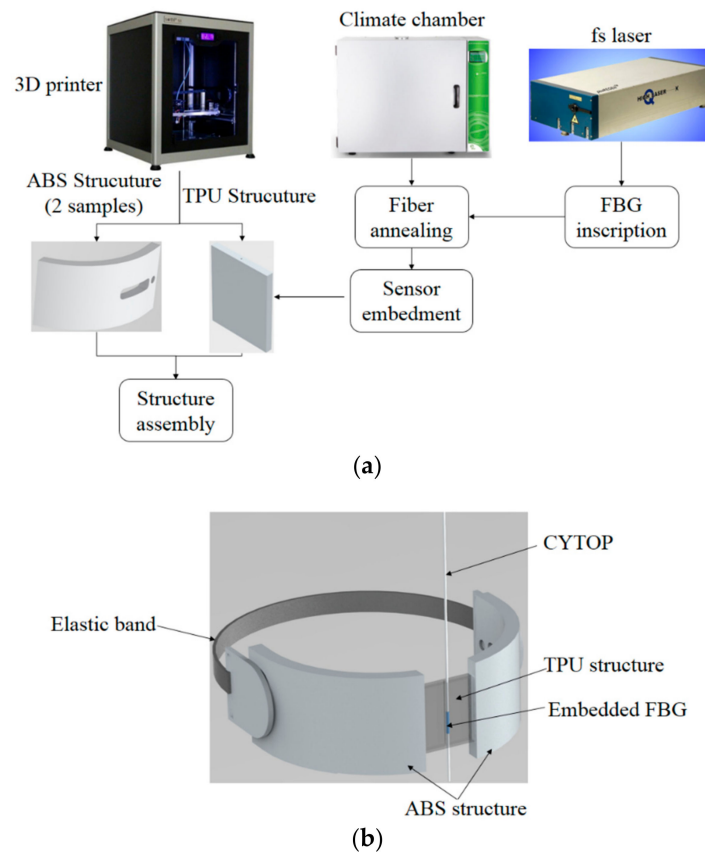 Climate chamber
fs laser
3D printer
ABS Strucuture
(2 samples)
TPU Strucuture
Fiber
annealing
FBG
inscription
Sensor
embedment
Structure
assembly
(a)
CYTOP
Elastic band
TPU structure
Embedded FBG
ABS structure
(b)